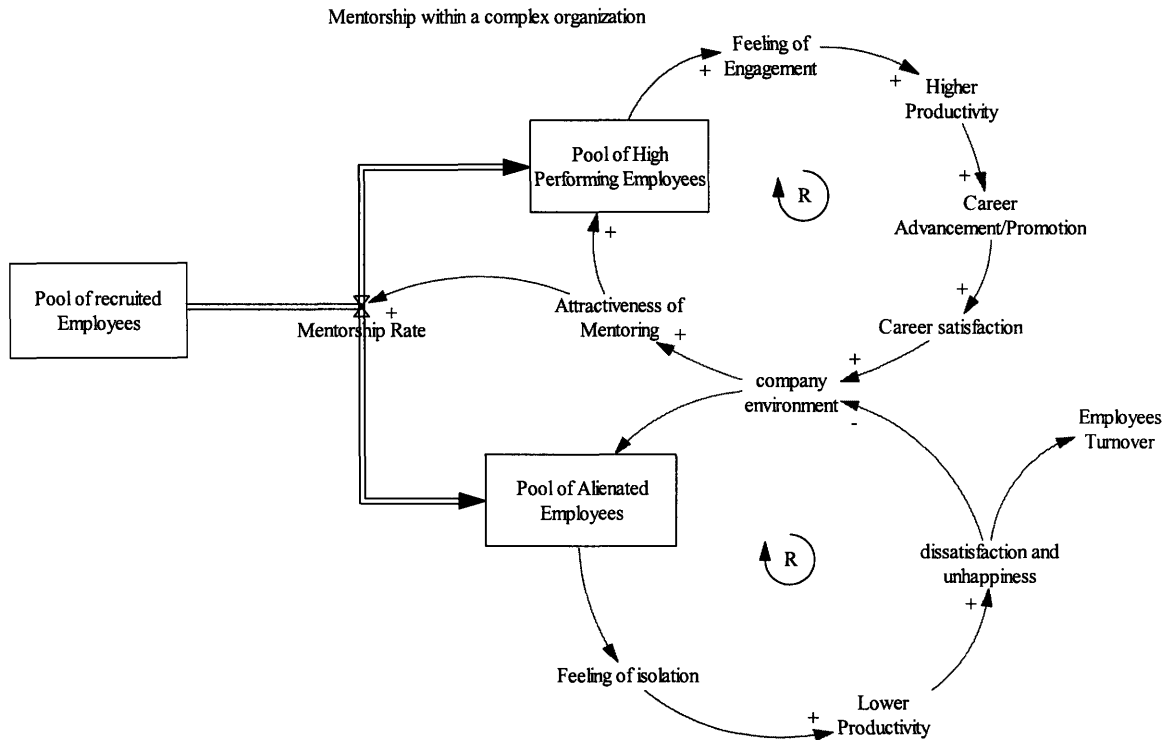 Mentorship within a complex organization
Feeling of
Engagement
+
+
Higher
Productivity
Pool of High
Performing Employees
R
+
Career
Advancement/Promotion
+
+
Pool of recruited
Employees
Attractiveness of
Mentoring
+
Mentorship Rate
+
Career satisfaction
+
company
environment
-
Employees
Turnover
Pool of Alienated
Employees
R
dissatisfaction and
unhappiness
+
Feeling of isolation
+
Lower
Productivity